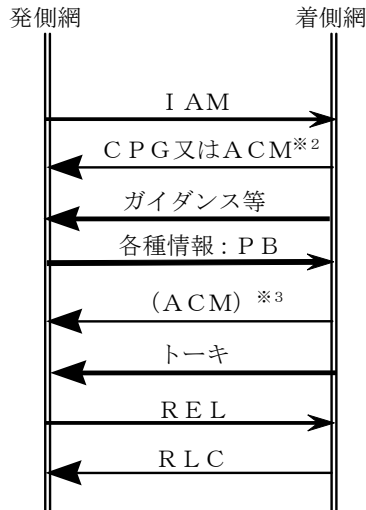 発側網 着側網
ＩＡＭ
ＣＰＧ又はＡＣＭ※2
ガイダンス等
各種情報：ＰＢ
（ＡＣＭ）※3
トーキ
ＲＥＬ
ＲＬＣ